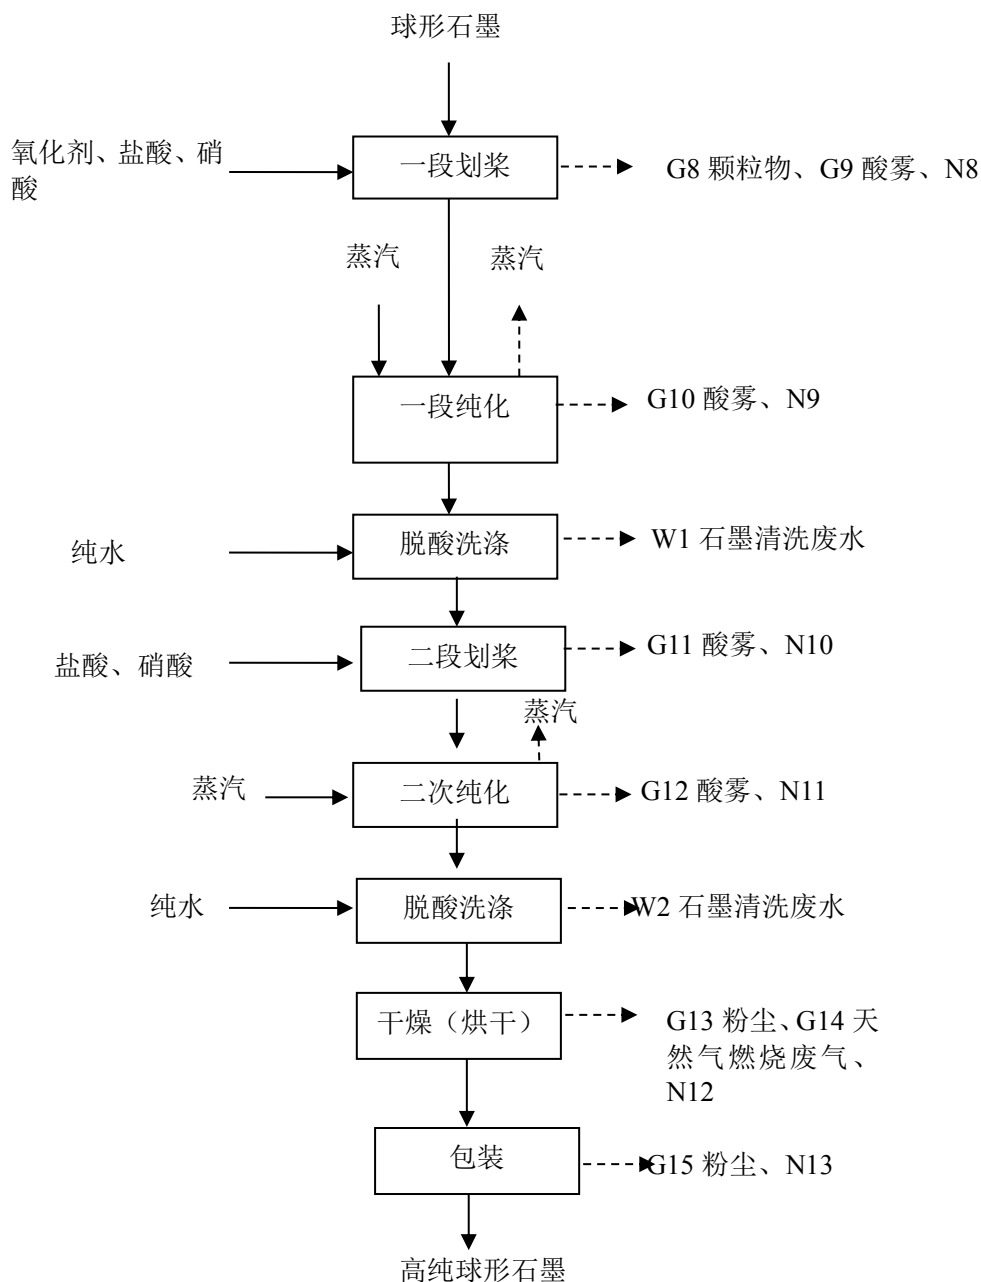 球形石墨
氧化剂、盐酸、硝
酸
一段划浆
G8 颗粒物、G9 酸雾、N8
蒸汽
蒸汽
一段纯化
G10 酸雾、N9
纯水
脱酸洗涤
W1 石墨清洗废水
盐酸、硝酸
二段划浆
G11 酸雾、N10
蒸汽
蒸汽
二次纯化
G12 酸雾、N11
纯水
脱酸洗涤
W2 石墨清洗废水
干燥（烘干）
G13 粉尘、G14 天
然气燃烧废气、
N12
包装
G15 粉尘、N13
高纯球形石墨